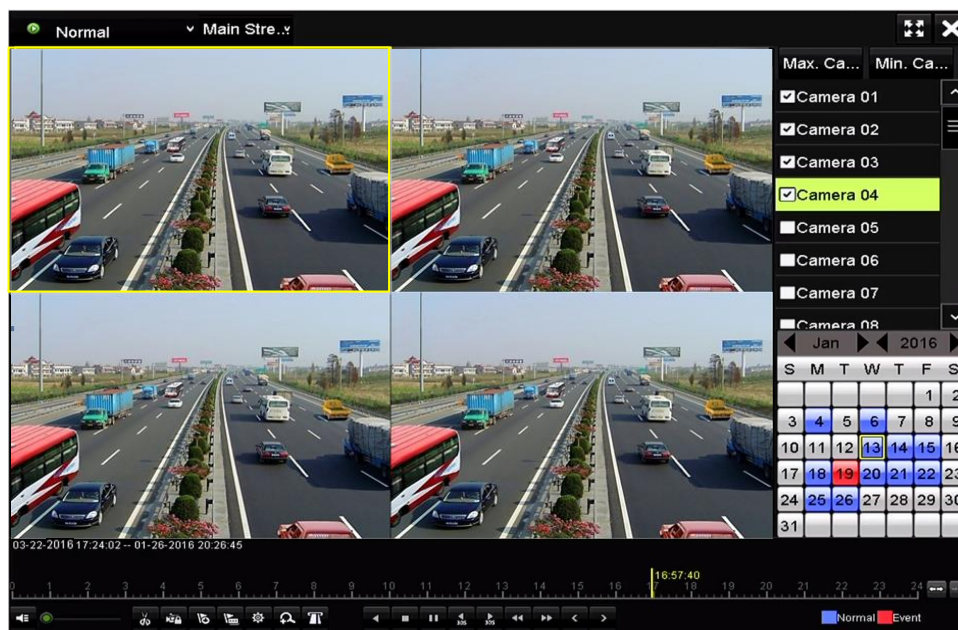 Normal Main Stre..
Max. Ca... Min. Ca...
Camera 01
Camera 02
Camera 03
Camera 04
Camera 05
Camera 06
Camera 07
Camera 08
Jan 2016
S M T W T F S
1 2
3 4 5 6 7 8 9
10 11 12 13 14 15 16
17 18 19 20 21 22 23
24 25 26 27 28 29 30
31
03-22-2016 17:24:02 -- 01-26-2016 20:26:45
16:57:40
0 1 2 3 4 5 6 7 8 9 10 11 12 13 14 15 16 17 18 19 20 21 22 23 24
30S 30S
Normal Event